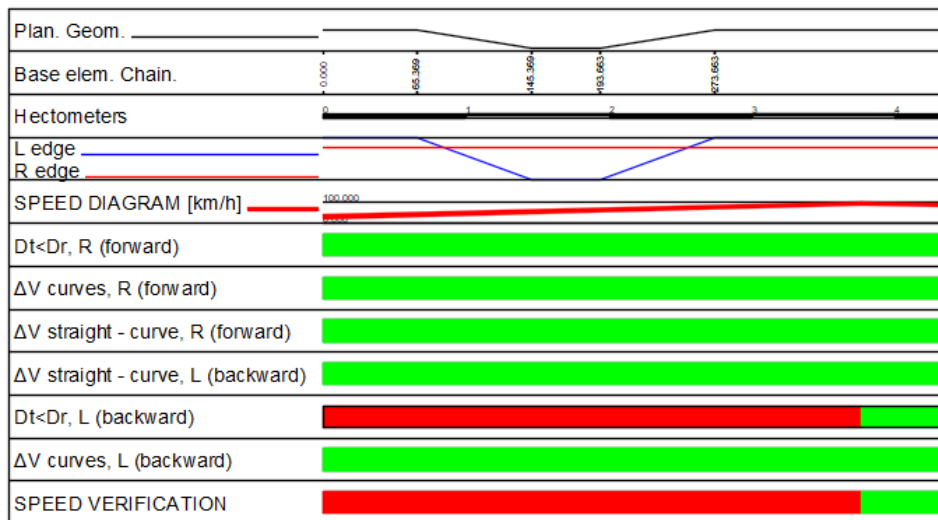 Plan. Geom.
Base elem. Chain.
0.000 65.369 145.369 193.663 273.663
Hectometers
0 1 2 3 4
L edge
R edge
SPEED DIAGRAM [km/h]
100.000
Dt<Dr, R (forward)
ΔV curves, R (forward)
ΔV straight - curve, R (forward)
ΔV straight - curve, L (backward)
Dt<Dr, L (backward)
ΔV curves, L (backward)
SPEED VERIFICATION